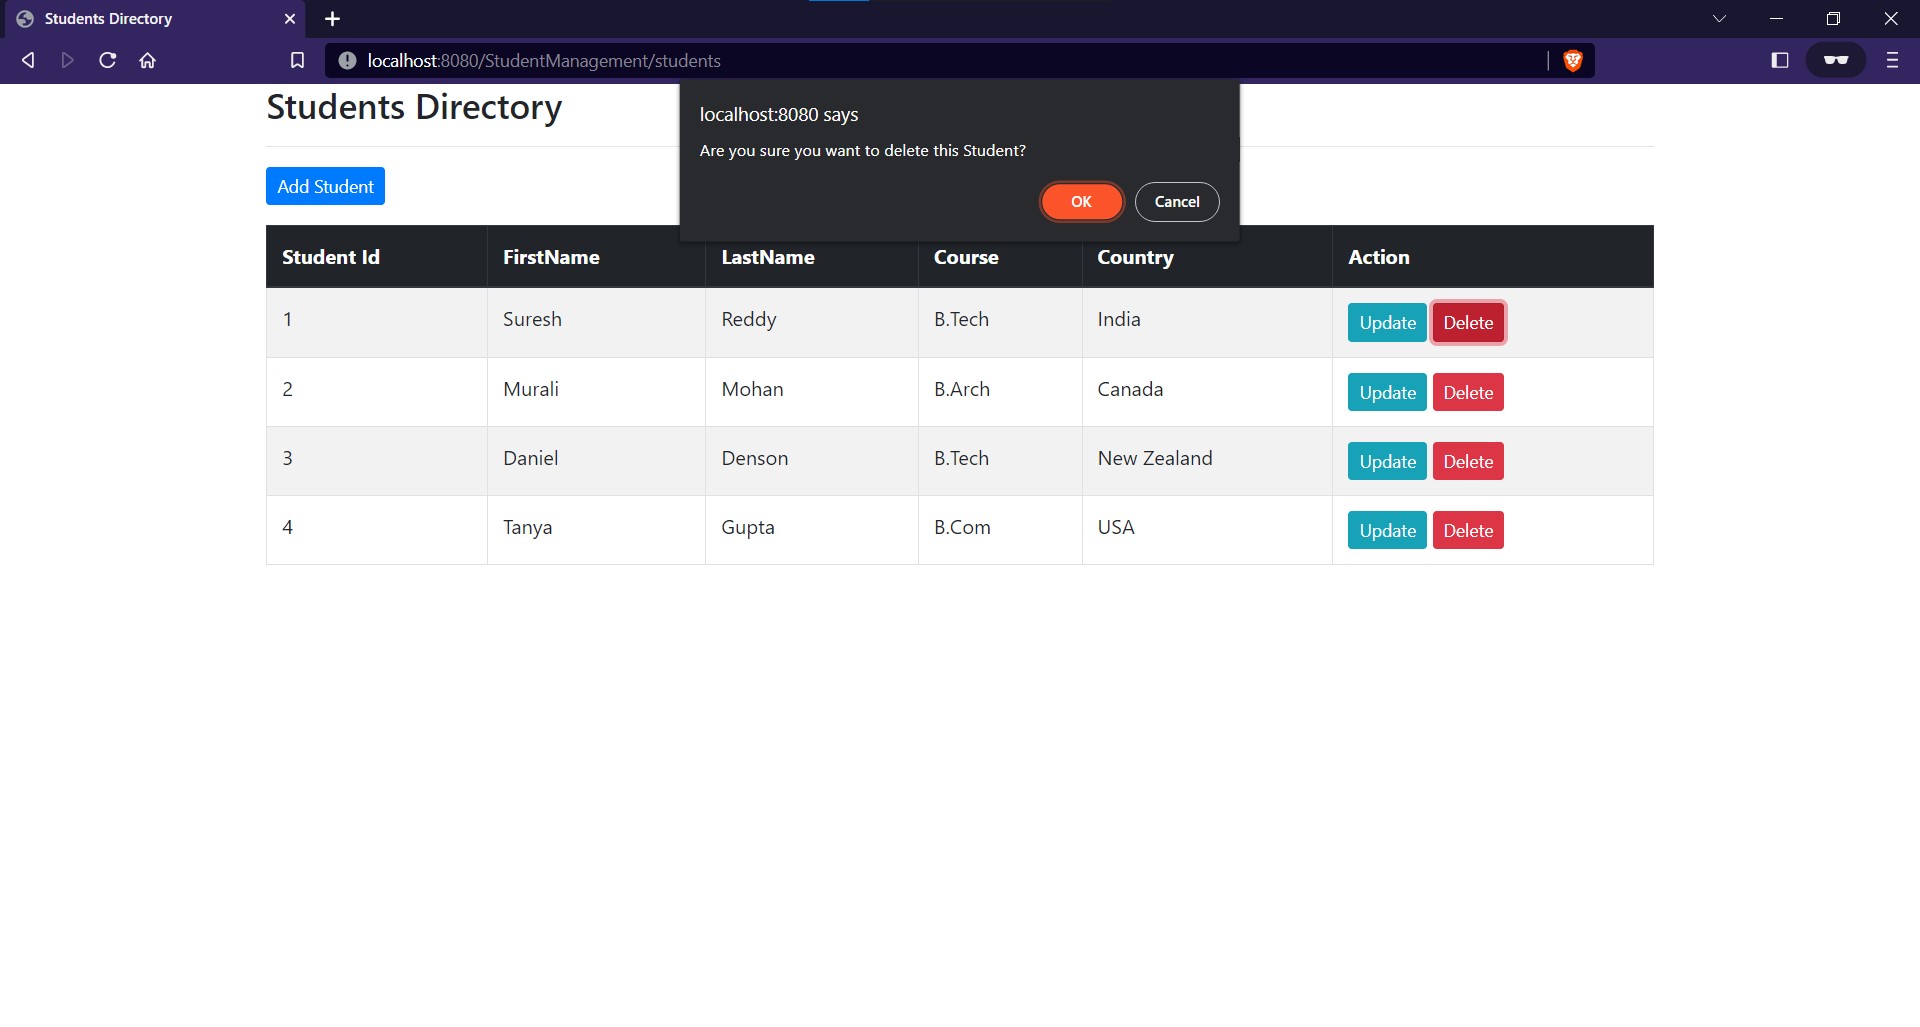 Students Directory
localhost:8080/StudentManagement/students
Students Directory
localhost:8080 says
Are you sure you want to delete this Student?
OK Cancel
Add Student
Student Id FirstName LastName Course Country Action
1 Suresh Reddy B.Tech India Update Delete
2 Murali Mohan B.Arch Canada Update Delete
3 Daniel Denson B.Tech New Zealand Update Delete
4 Tanya Gupta B.Com USA Update Delete